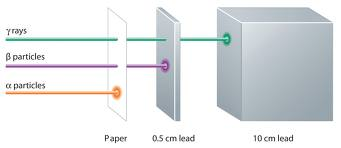 γ rays
β particles
α particles
Paper
0.5 cm lead
10 cm lead